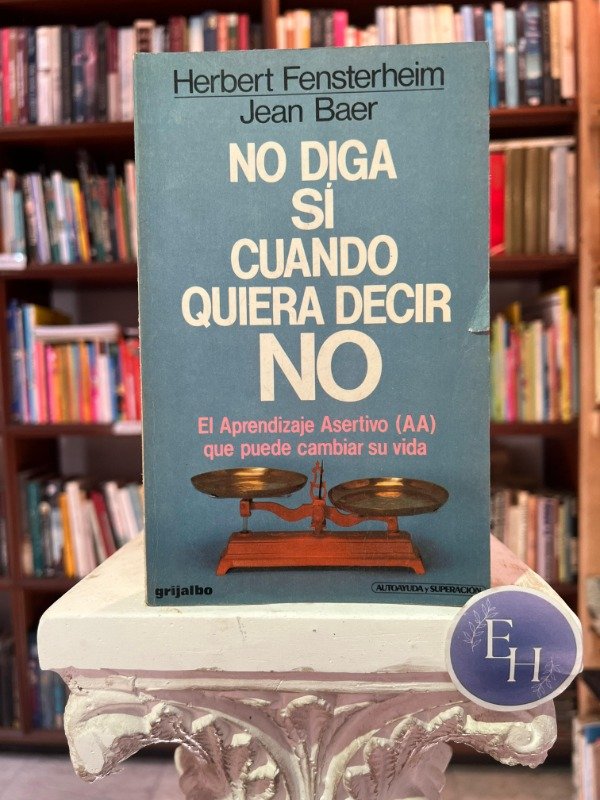 Herbert Fensterheim
Jean Baer
NO DIGA
SÍ
CUANDO
QUIERA DECIR
NO
El Aprendizaje Asertivo (AA)
que puede cambiar su vida
grijalbo
AUTOAYUDA y SUPERACION
EH